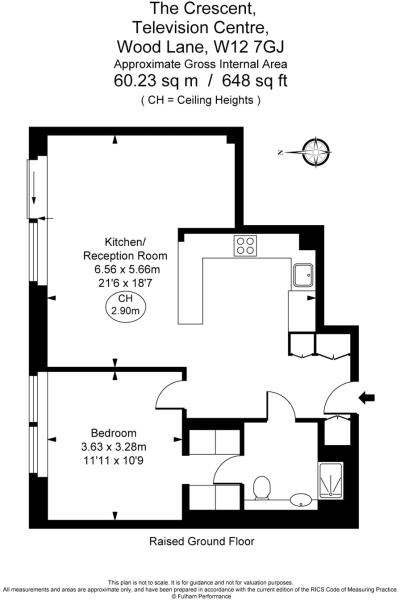 The Crescent,
Television Centre,
Wood Lane, W12 7GJ
Approximate Gross Internal Area
60.23 sq m / 648 sq ft
( CH = Ceiling Heights )
N
Kitchen/
Reception Room
6.56 x 5.66m
21'6 x 18'7
CH
2.90m
Bedroom
3.63 x 3.28m
11'11 x 10'9
Raised Ground Floor
This plan is not to scale. It is for guidance and not for valuation purposes.
All measurements and areas are approximate only, and have been prepared in accordance with the current edition of the RICS Code of Measuring Practice.
© Fulham Performance